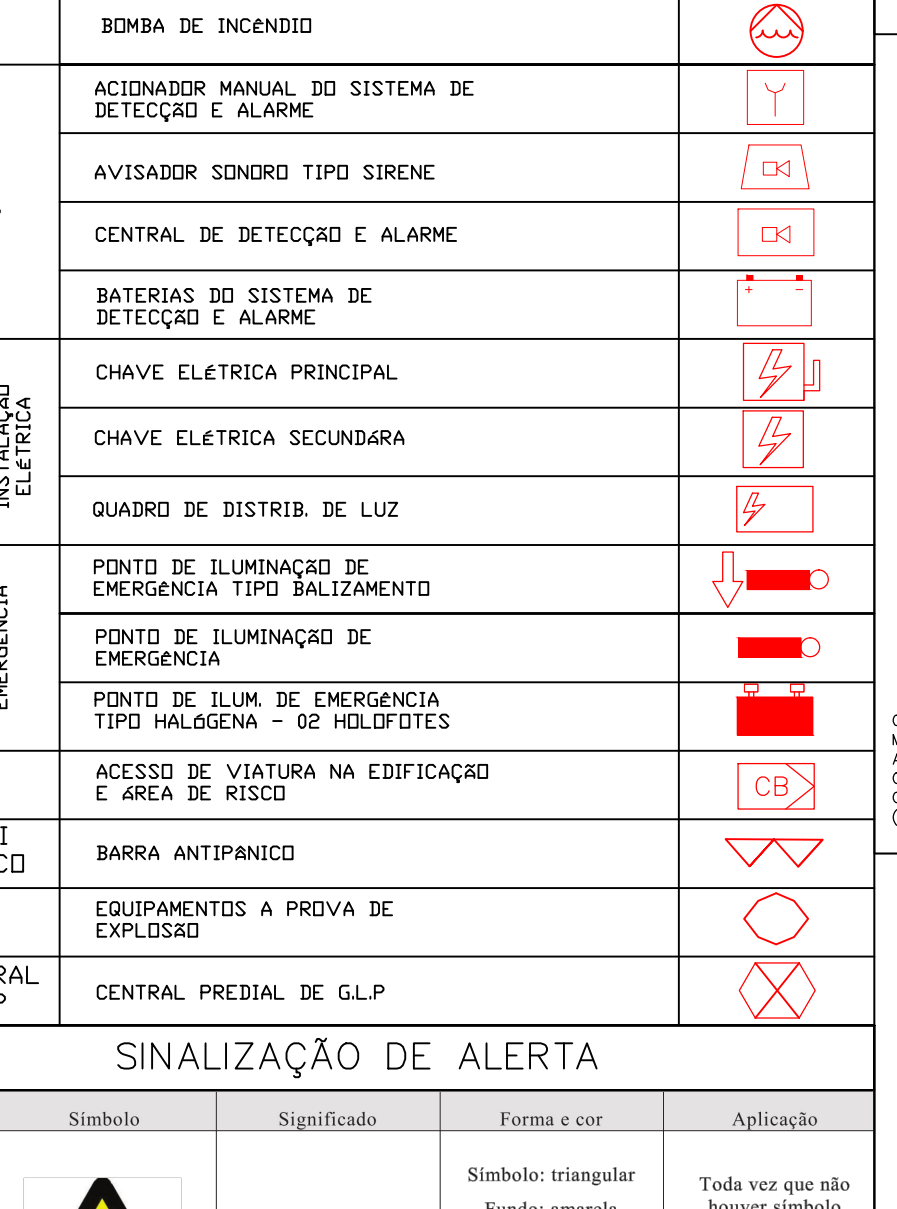 BOMBA DE INCÊNDIO
ACIONADOR MANUAL DO SISTEMA DE
DETECÇÃO E ALARME
AVISADOR SONORO TIPO SIRENE
CENTRAL DE DETECÇÃO E ALARME
BATERIAS DO SISTEMA DE
DETECÇÃO E ALARME
+ −
INSTALAÇÃO
ELÉTRICA
CHAVE ELÉTRICA PRINCIPAL
CHAVE ELÉTRICA SECUNDÁRA
QUADRO DE DISTRIB. DE LUZ
EMERGÊNCIA
PONTO DE ILUMINAÇÃO DE
EMERGÊNCIA TIPO BALIZAMENTO
PONTO DE ILUMINAÇÃO DE
EMERGÊNCIA
PONTO DE ILUM. DE EMERGÊNCIA
TIPO HALÓGENA - 02 HOLOFOTES
ACESSO DE VIATURA NA EDIFICAÇÃO
E ÁREA DE RISCO
CB
BARRA ANTIPÂNICO
EQUIPAMENTOS A PROVA DE
EXPLOSÃO
CENTRAL PREDIAL DE G.L.P
SINALIZAÇÃO DE ALERTA
Símbolo Significado Forma e cor Aplicação
Símbolo: triangular
Fundo: amarela
Toda vez que não
houver símbolo